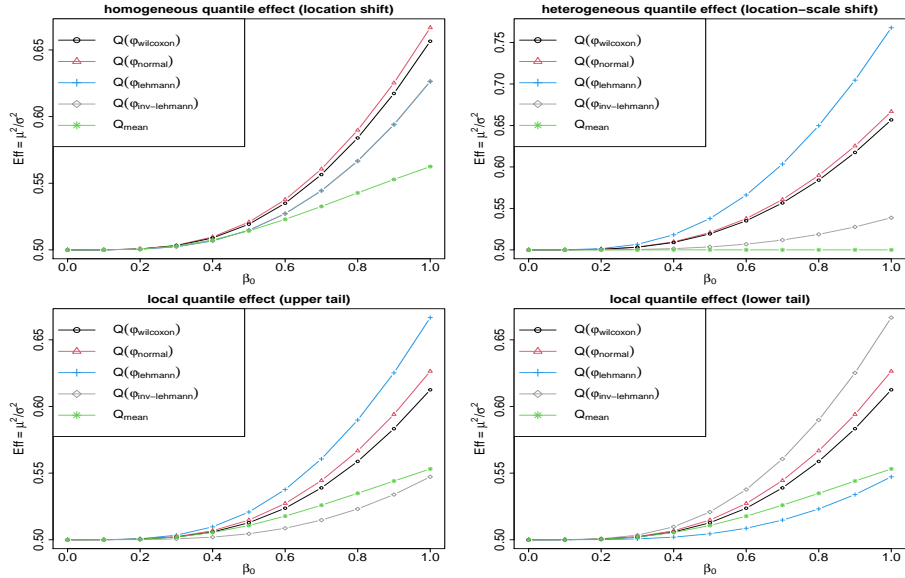 homogeneous quantile effect (location shift)
Eff = μ²/σ²
0.50 0.55 0.60 0.65
Q(φwilcoxon)
Q(φnormal)
Q(φlehmann)
Q(φinv−lehmann)
Qmean
0.0 0.2 0.4 0.6 0.8 1.0
β0
heterogeneous quantile effect (location−scale shift)
Eff = μ²/σ²
0.50 0.55 0.60 0.65 0.70 0.75
Q(φwilcoxon)
Q(φnormal)
Q(φlehmann)
Q(φinv−lehmann)
Qmean
0.0 0.2 0.4 0.6 0.8 1.0
β0
local quantile effect (upper tail)
Eff = μ²/σ²
0.50 0.55 0.60 0.65
Q(φwilcoxon)
Q(φnormal)
Q(φlehmann)
Q(φinv−lehmann)
Qmean
0.0 0.2 0.4 0.6 0.8 1.0
β0
local quantile effect (lower tail)
Eff = μ²/σ²
0.50 0.55 0.60 0.65
Q(φwilcoxon)
Q(φnormal)
Q(φlehmann)
Q(φinv−lehmann)
Qmean
0.0 0.2 0.4 0.6 0.8 1.0
β0